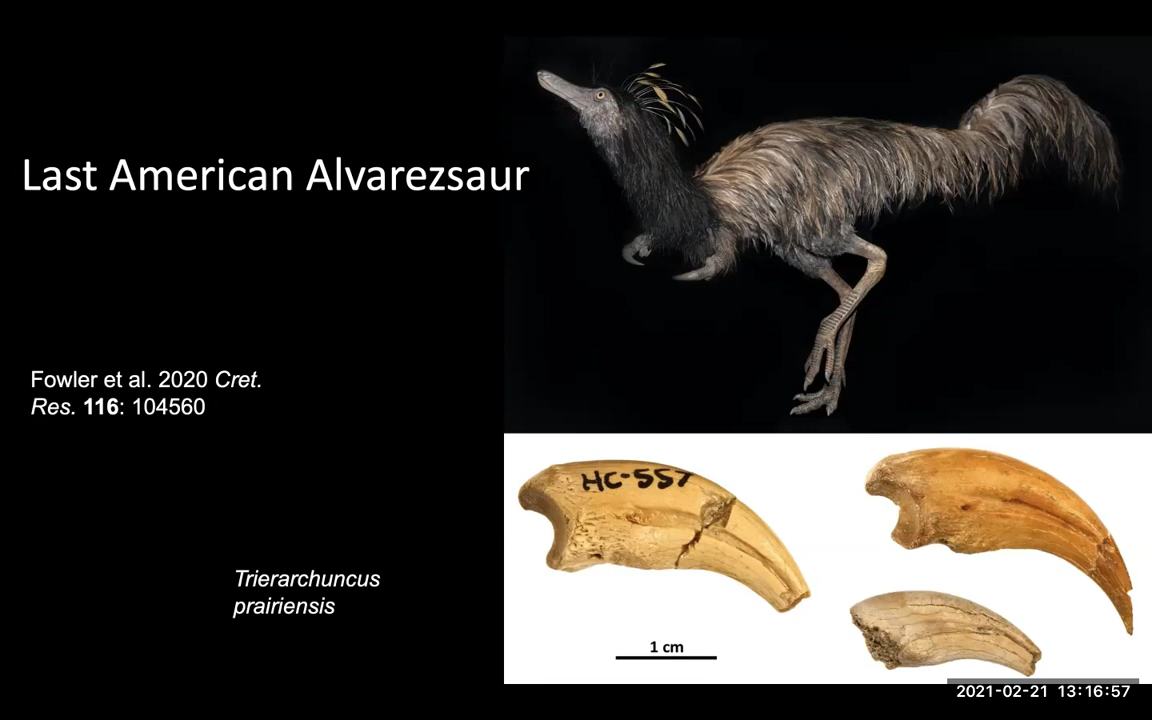 Last American Alvarezsaur
Fowler et al. 2020 Cret.
Res. 116: 104560
Trierarchuncus
prairiensis
HC-557
1 cm
2021-02-21 13:16:57